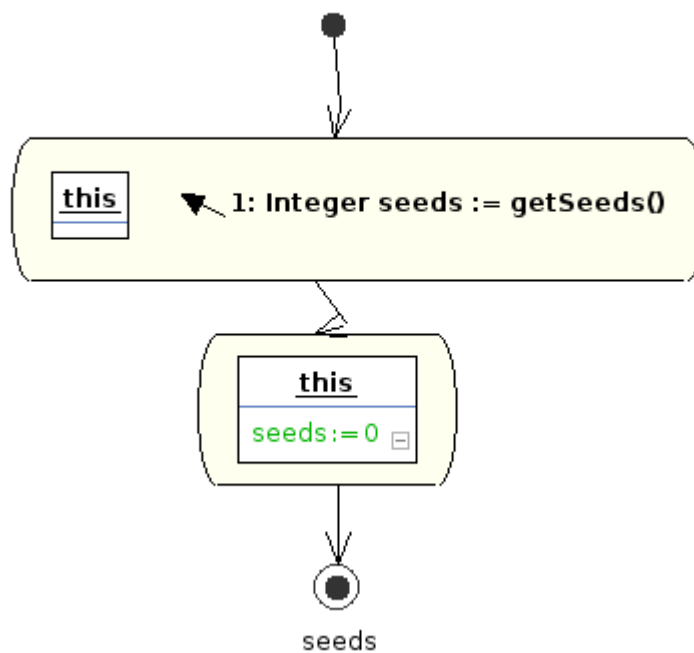 this
1: Integer seeds := getSeeds()
this
seeds := 0
seeds